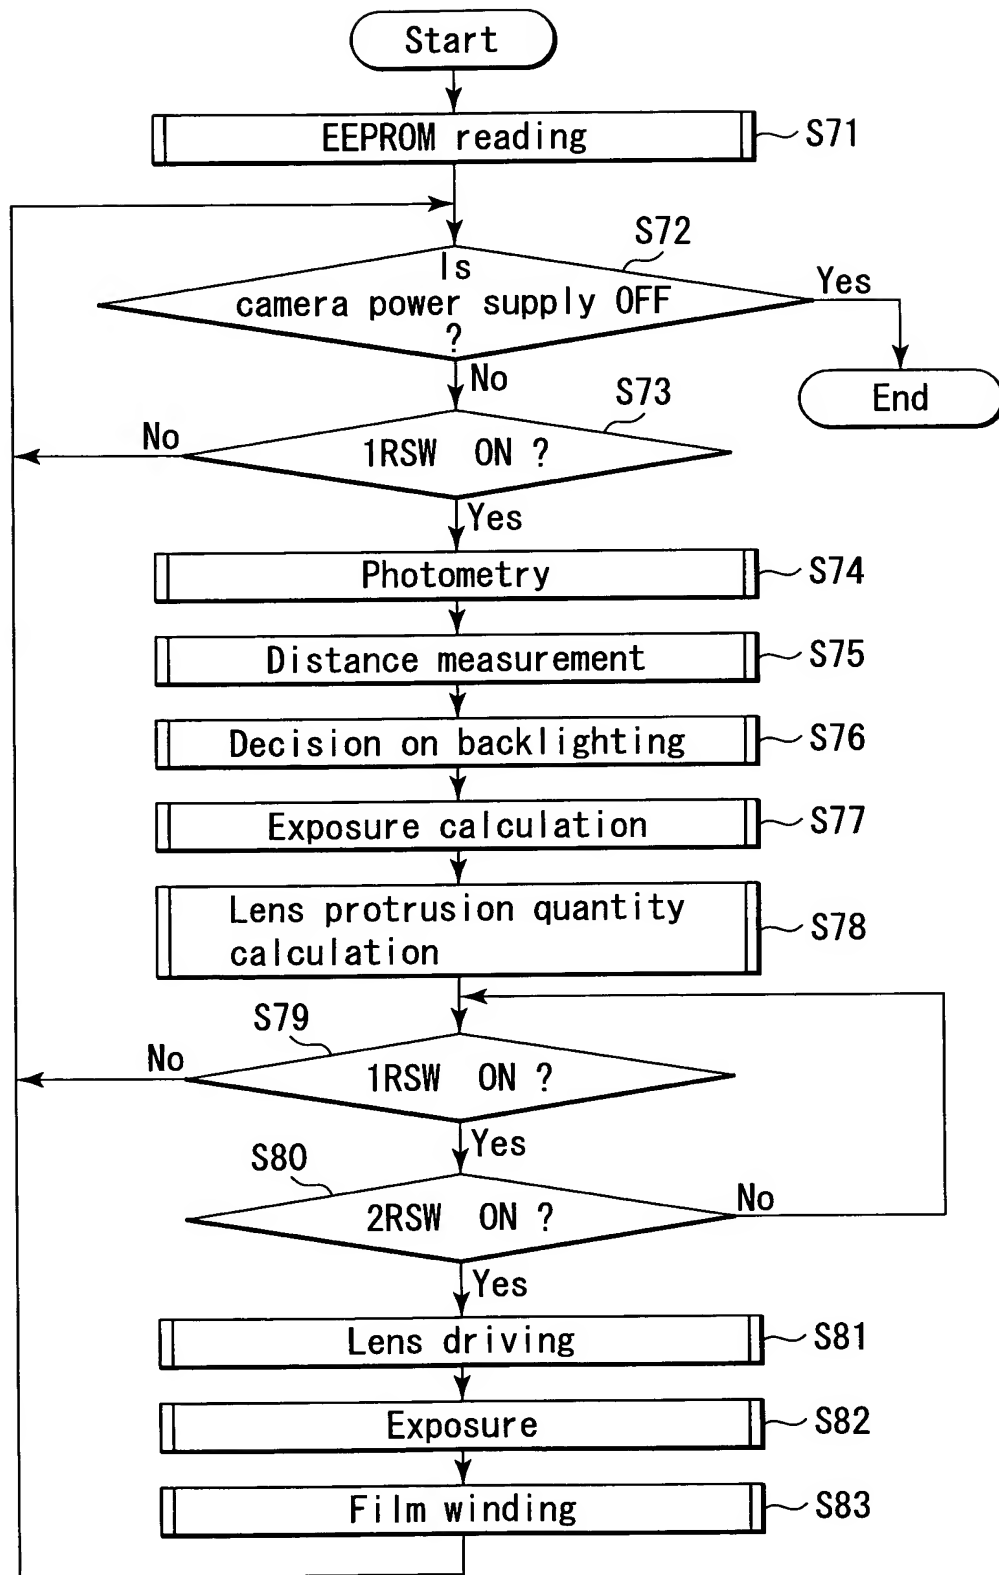 Start
EEPROM reading
S71
S72
Is
camera power supply OFF
?
Yes
No
End
S73
No
1RSW ON ?
Yes
Photometry
S74
Distance measurement
S75
Decision on backlighting
S76
Exposure calculation
S77
Lens protrusion quantity
calculation
S78
S79
No
1RSW ON ?
Yes
S80
2RSW ON ?
No
Yes
Lens driving
S81
Exposure
S82
Film winding
S83